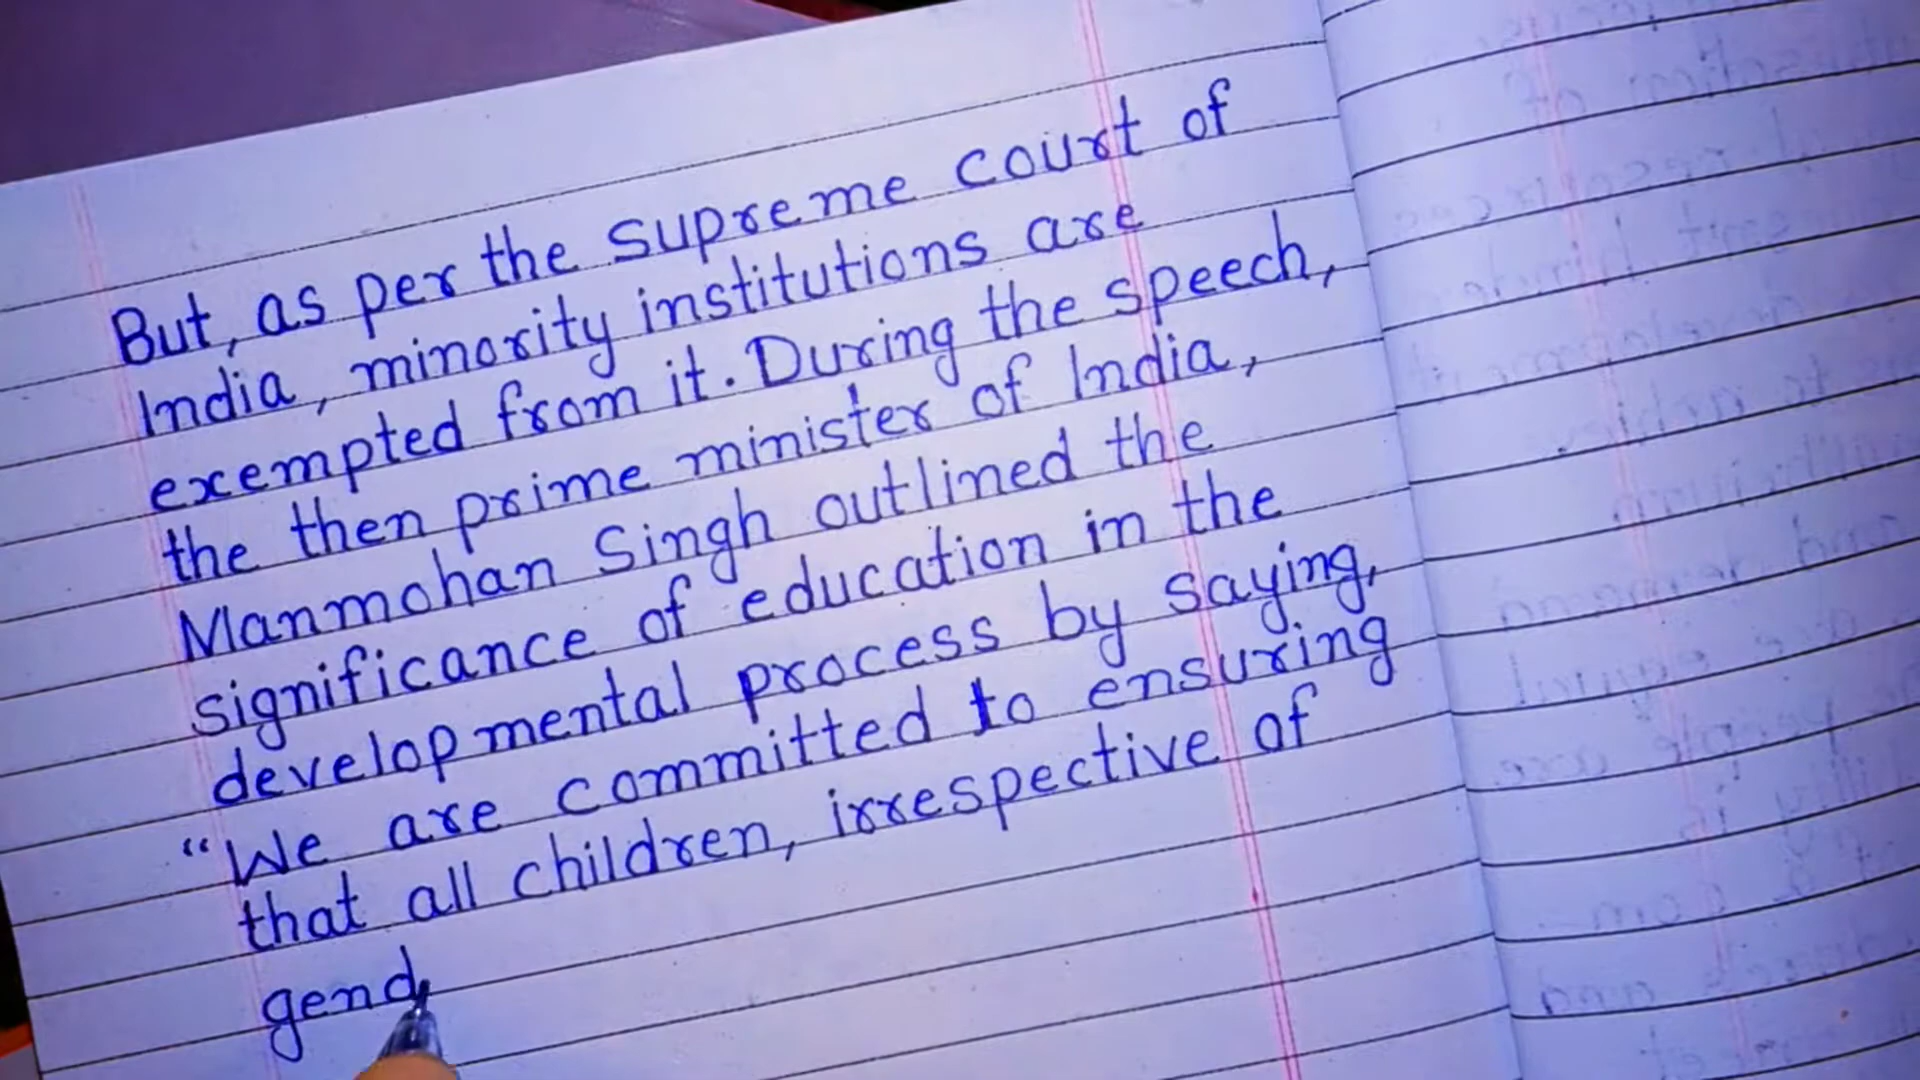 But, as per the supreme court of
India, minority institutions are
exempted from it. During the speech,
the then prime minister of India,
Manmohan Singh outlined the
significance of education in the
developmental process by saying,
"We are committed to ensuring
that all children, irrespective of
gend